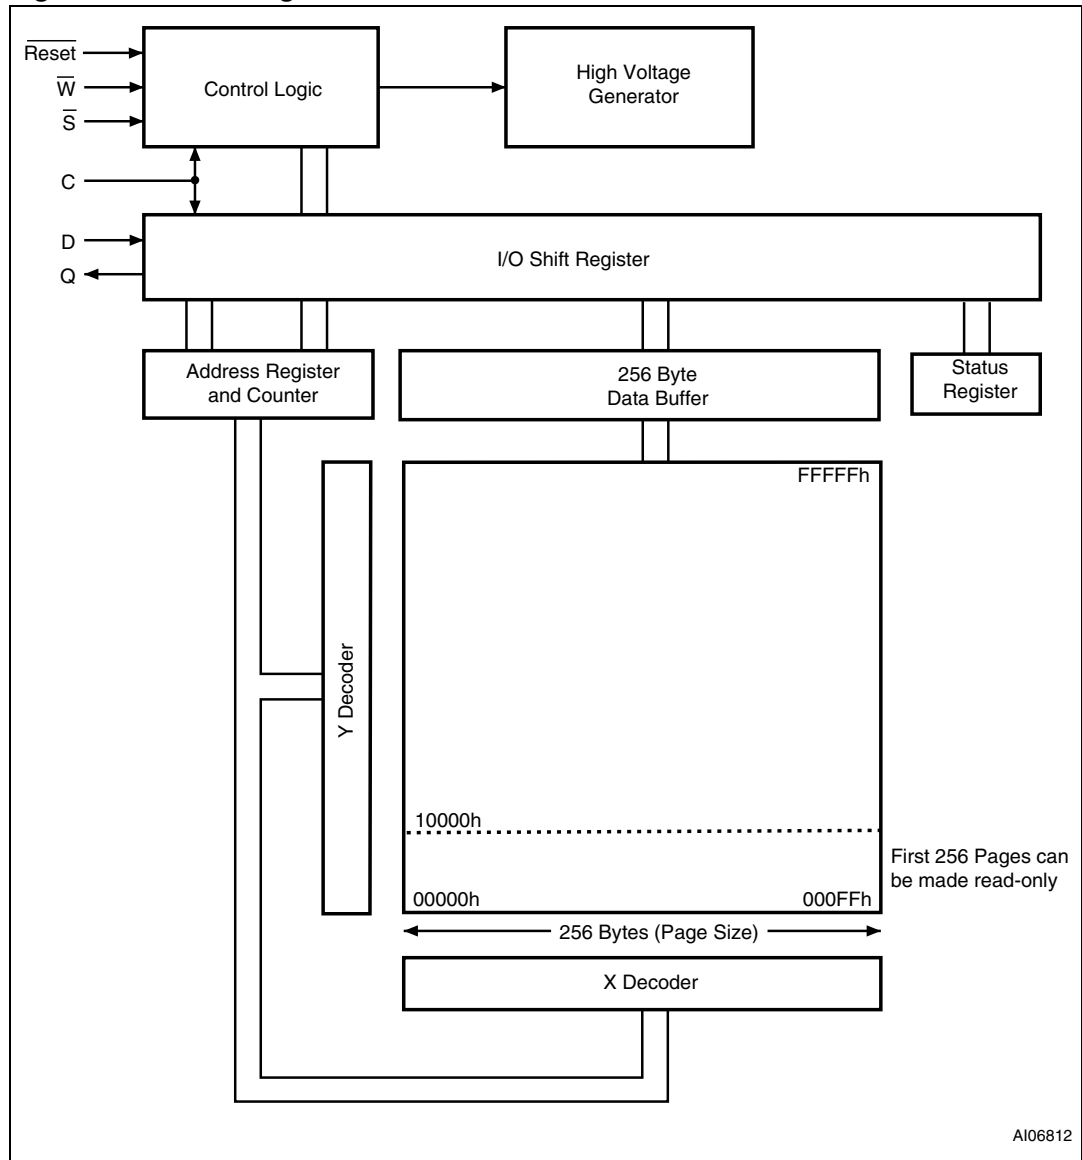 Reset
W
S
C
D
Q
Control Logic
High Voltage
Generator
I/O Shift Register
Address Register
and Counter
256 Byte
Data Buffer
Status
Register
Y Decoder
FFFFFh
10000h
00000h
000FFh
First 256 Pages can
be made read-only
256 Bytes (Page Size)
X Decoder
AI06812